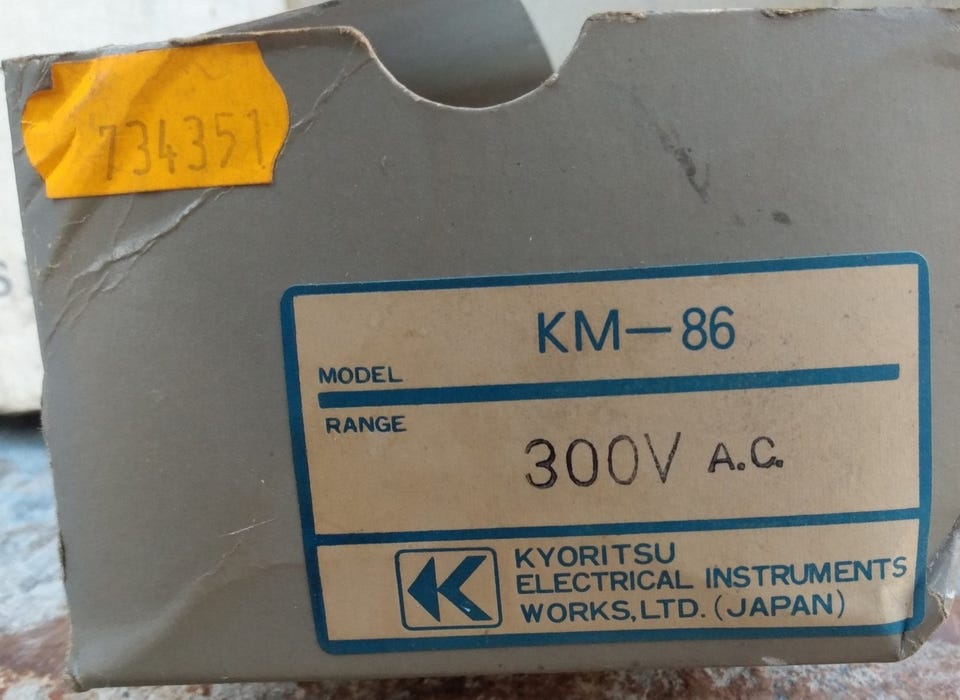 734351
KM-86
MODEL
RANGE
300V A.C.
K
KYORITSU
ELECTRICAL INSTRUMENTS
WORKS,LTD.(JAPAN)
S